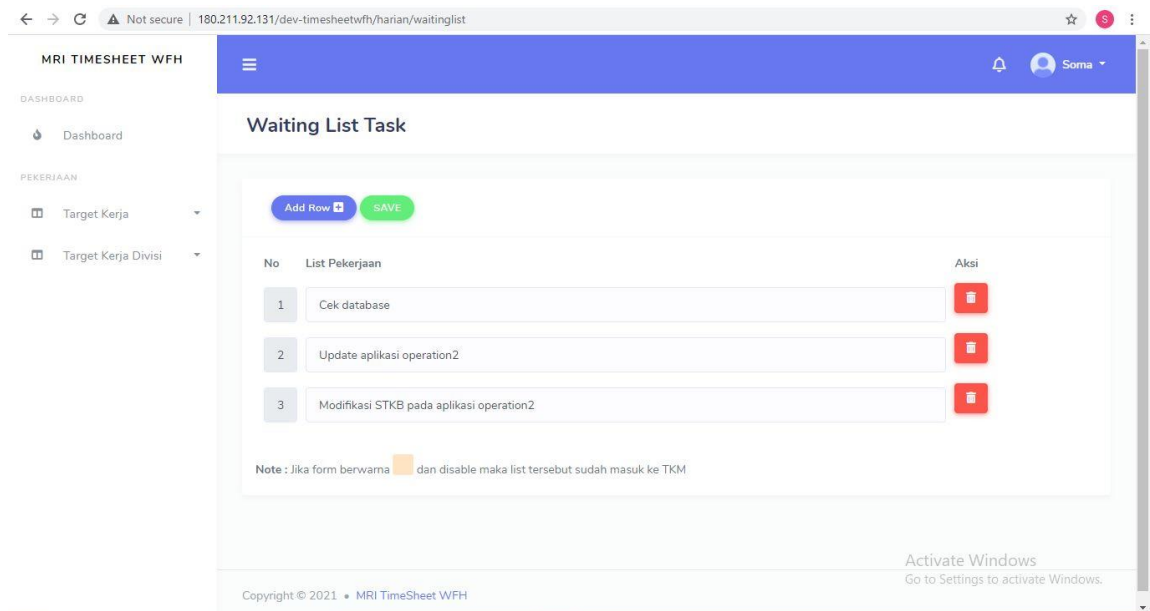 Not secure | 180.211.92.131/dev-timesheetwfh/harian/waitinglist
S
MRI TIMESHEET WFH
Soma
DASHBOARD
Dashboard
PEKERJAAN
Target Kerja
Target Kerja Divisi
Waiting List Task
Add Row SAVE
No List Pekerjaan Aksi
1 Cek database
2 Update aplikasi operation2
3 Modifikasi STKB pada aplikasi operation2
Note : Jika form berwarna dan disable maka list tersebut sudah masuk ke TKM
Activate Windows
Go to Settings to activate Windows.
Copyright © 2021 • MRI TimeSheet WFH